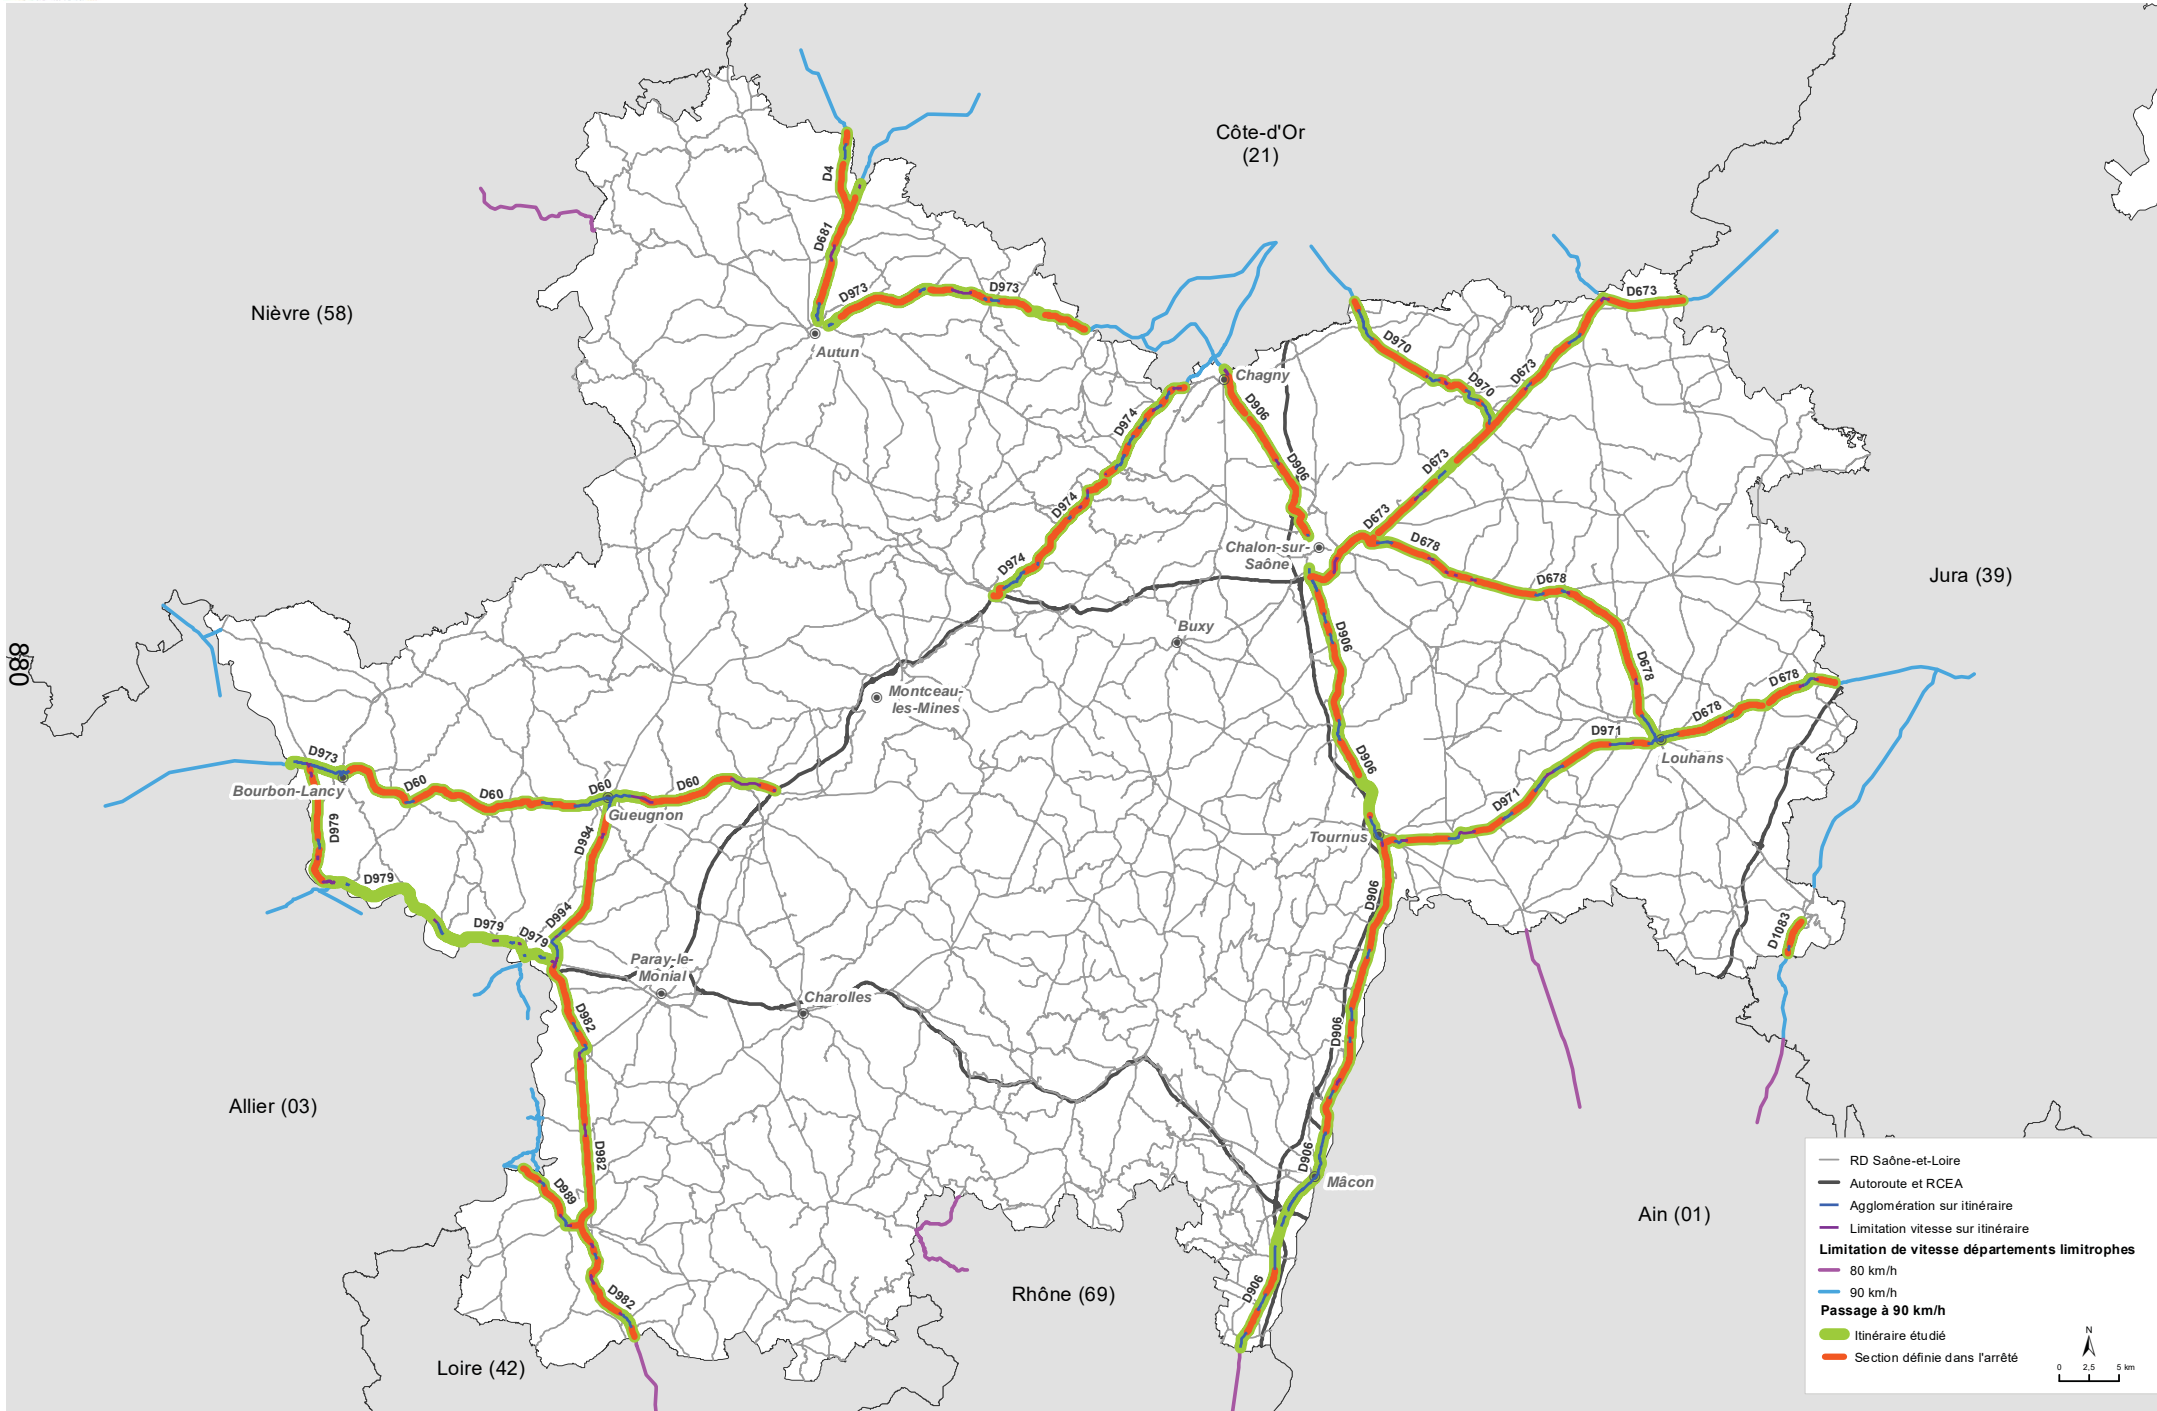 Côte-d'Or
(21)
D4
D681
Nièvre (58)
D973
D973
D673
Autun
D970
Chagny
D970
D673
D906
D974
D906
D673
D974
D673
D974
Chalon-sur-
Saône
D678
D678
Jura (39)
Buxy
D906
880
D678
D678
Montceau-
les-Mines
D678
D971
Louhans
D973
D906
Bourbon-Lancy
D60
D60
D60
D60
Gueugnon
D971
D979
D994
Tournus
D979
D906
D994
D979
D979
D1083
Paray-le-
Monial
Charolles
D982
D906
Allier (03)
D982
D906
D989
Mâcon
Ain (01)
D906
D982
Rhône (69)
Loire (42)
RD Saône-et-Loire
Autoroute et RCEA
Agglomération sur itinéraire
Limitation vitesse sur itinéraire
Limitation de vitesse départements limitrophes
80 km/h
90 km/h
Passage à 90 km/h
Itinéraire étudié
Section définie dans l'arrêté
N
0 2,5 5 km